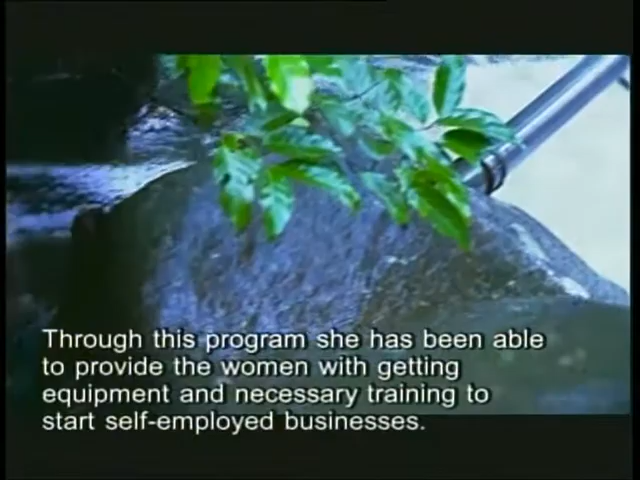 Through this program she has been able
to provide the women with getting
equipment and necessary training to
start self-employed businesses.